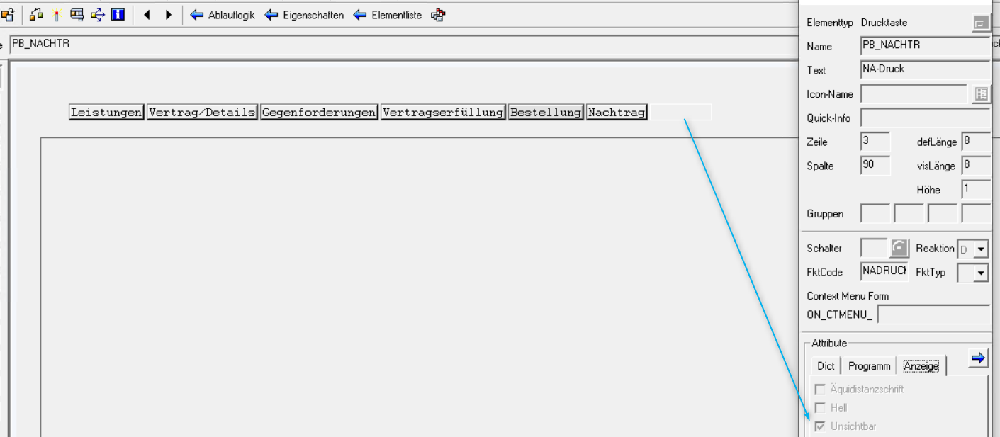 Ablauflogik Eigenschaften Elementliste
PB_NACHTR
Leistungen Vertrag/Details Gegenforderungen Vertragserfüllung Bestellung Nachtrag
Elementtyp Drucktaste
Name PB_NACHTR
Text NA-Druck
Icon-Name
Quick-Info
Zeile 3 defLänge 8
Spalte 90 visLänge 8
Höhe 1
Gruppen
Schalter Reaktion D
FktCode NADRUCK FktTyp
Context Menu Form
ON_CTMENU_
Attribute
Dict Programm Anzeige
Äquidistanzschrift
Hell
Unsichtbar